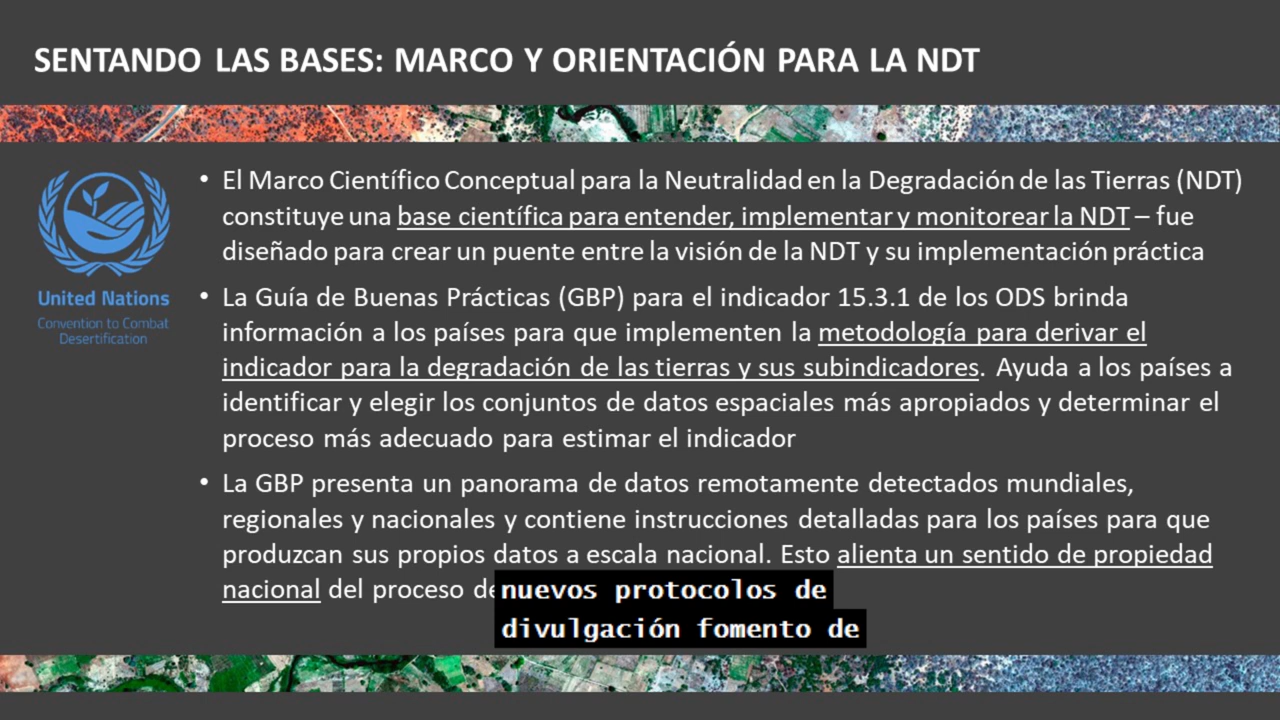 SENTANDO LAS BASES: MARCO Y ORIENTACIÓN PARA LA NDT
United Nations
Convention to Combat
Desertification
• El Marco Científico Conceptual para la Neutralidad en la Degradación de las Tierras (NDT)
constituye una base científica para entender, implementar y monitorear la NDT – fue
diseñado para crear un puente entre la visión de la NDT y su implementación práctica
• La Guía de Buenas Prácticas (GBP) para el indicador 15.3.1 de los ODS brinda
información a los países para que implementen la metodología para derivar el
indicador para la degradación de las tierras y sus subindicadores. Ayuda a los países a
identificar y elegir los conjuntos de datos espaciales más apropiados y determinar el
proceso más adecuado para estimar el indicador
• La GBP presenta un panorama de datos remotamente detectados mundiales,
regionales y nacionales y contiene instrucciones detalladas para los países para que
produzcan sus propios datos a escala nacional. Esto alienta un sentido de propiedad
nacional del proceso
nuevos protocolos de
divulgación fomento de